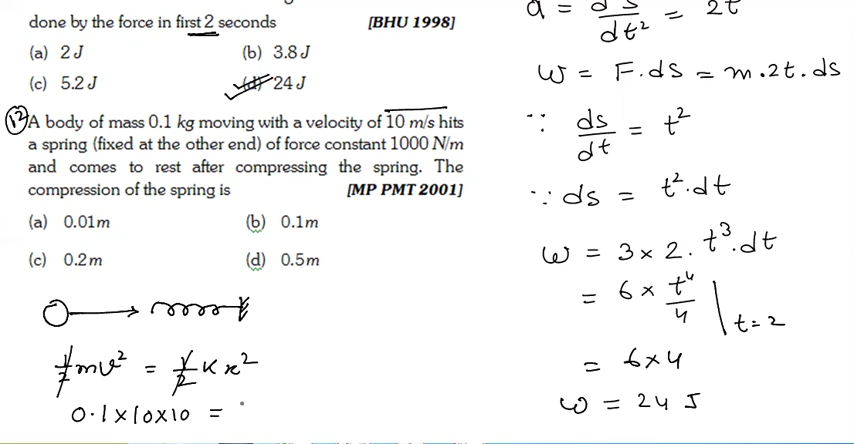 done by the force in first 2 seconds [BHU 1998]
(a) 2 J (b) 3.8 J
(c) 5.2 J (d) 24 J
12 A body of mass 0.1 kg moving with a velocity of 10 m/s hits
a spring (fixed at the other end) of force constant 1000 N/m
and comes to rest after compressing the spring. The
compression of the spring is [MP PMT 2001]
(a) 0.01m (b) 0.1m
(c) 0.2m (d) 0.5m
1/2 mv² = 1/2 K x²
0.1 × 10 × 10 =
a = d²s/dt² = 2t
W = F.ds = m.2t.ds
∵ ds/dt = t²
∵ ds = t².dt
W = 3 × 2. t³.dt
= 6 × t⁴/4 | t=2
= 6×4
W = 24 J